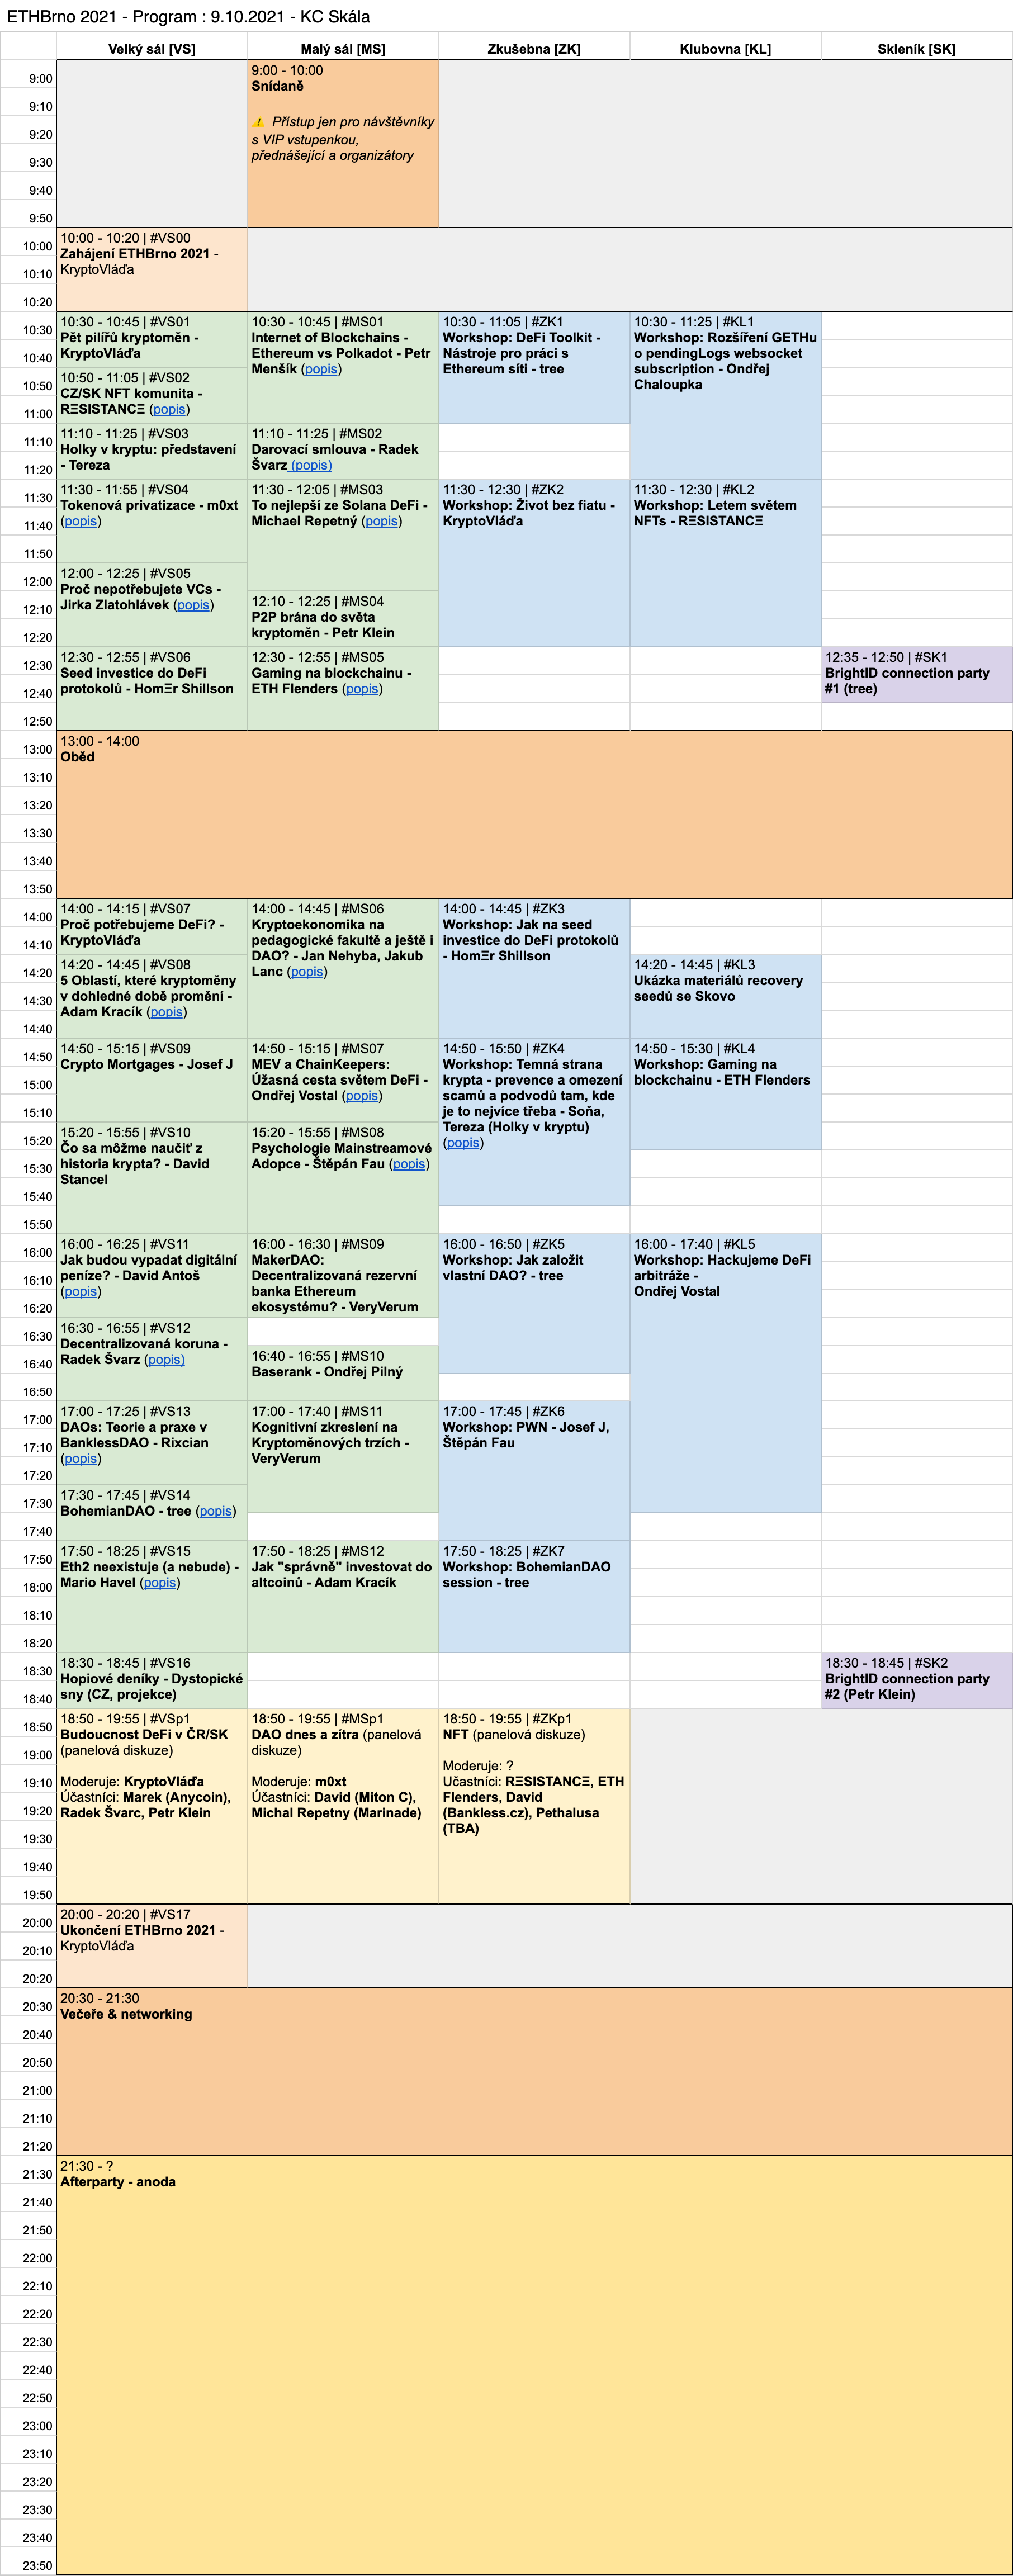 ETHBrno 2021 - Program : 9.10.2021 - KC Skála
Velký sál [VS]
Malý sál [MS]
Zkušebna [ZK]
Klubovna [KL]
Skleník [SK]
9:00
9:10
9:20
9:30
9:40
9:50
9:00 - 10:00
Snídaně
⚠️ Přístup jen pro návštěvníky
s VIP vstupenkou,
přednášející a organizátory
10:00
10:10
10:20
10:00 - 10:20 | #VS00
Zahájení ETHBrno 2021 -
KryptoVláďa
10:30
10:40
10:50
11:00
11:10
11:20
11:30
11:40
11:50
12:00
12:10
12:20
12:30
12:40
12:50
10:30 - 10:45 | #VS01
Pět pilířů kryptoměn -
KryptoVláďa
10:50 - 11:05 | #VS02
CZ/SK NFT komunita -
RΞSISTANCΞ (popis)
11:10 - 11:25 | #VS03
Holky v kryptu: představení
- Tereza
11:30 - 11:55 | #VS04
Tokenová privatizace - m0xt
(popis)
12:00 - 12:25 | #VS05
Proč nepotřebujete VCs -
Jirka Zlatohlávek (popis)
12:30 - 12:55 | #VS06
Seed investice do DeFi
protokolů - HomΞr Shillson
10:30 - 10:45 | #MS01
Internet of Blockchains -
Ethereum vs Polkadot - Petr
Menšík (popis)
11:10 - 11:25 | #MS02
Darovací smlouva - Radek
Švarz (popis)
11:30 - 12:05 | #MS03
To nejlepší ze Solana DeFi -
Michael Repetný (popis)
12:10 - 12:25 | #MS04
P2P brána do světa
kryptoměn - Petr Klein
12:30 - 12:55 | #MS05
Gaming na blockchainu -
ETH Flenders (popis)
10:30 - 11:05 | #ZK1
Workshop: DeFi Toolkit -
Nástroje pro práci s
Ethereum síti - tree
11:30 - 12:30 | #ZK2
Workshop: Život bez fiatu -
KryptoVláďa
10:30 - 11:25 | #KL1
Workshop: Rozšíření GETHu
o pendingLogs websocket
subscription - Ondřej
Chaloupka
11:30 - 12:30 | #KL2
Workshop: Letem světem
NFTs - RΞSISTANCΞ
12:35 - 12:50 | #SK1
BrightID connection party
#1 (tree)
13:00
13:10
13:20
13:30
13:40
13:50
13:00 - 14:00
Oběd
14:00
14:10
14:20
14:30
14:40
14:50
15:00
15:10
15:20
15:30
15:40
15:50
16:00
16:10
16:20
16:30
16:40
16:50
17:00
17:10
17:20
17:30
17:40
17:50
18:00
18:10
18:20
18:30
18:40
14:00 - 14:15 | #VS07
Proč potřebujeme DeFi? -
KryptoVláďa
14:20 - 14:45 | #VS08
5 Oblastí, které kryptoměny
v dohledné době promění -
Adam Kracík (popis)
14:50 - 15:15 | #VS09
Crypto Mortgages - Josef J
15:20 - 15:55 | #VS10
Čo sa môžme naučiť z
historia krypta? - David
Stancel
16:00 - 16:25 | #VS11
Jak budou vypadat digitální
peníze? - David Antoš
(popis)
16:30 - 16:55 | #VS12
Decentralizovaná koruna -
Radek Švarz (popis)
17:00 - 17:25 | #VS13
DAOs: Teorie a praxe v
BanklessDAO - Rixcian
(popis)
17:30 - 17:45 | #VS14
BohemianDAO - tree (popis)
17:50 - 18:25 | #VS15
Eth2 neexistuje (a nebude) -
Mario Havel (popis)
18:30 - 18:45 | #VS16
Hopiové deníky - Dystopické
sny (CZ, projekce)
14:00 - 14:45 | #MS06
Kryptoekonomika na
pedagogické fakultě a ještě i
DAO? - Jan Nehyba, Jakub
Lanc (popis)
14:50 - 15:15 | #MS07
MEV a ChainKeepers:
Úžasná cesta světem DeFi -
Ondřej Vostal (popis)
15:20 - 15:55 | #MS08
Psychologie Mainstreamové
Adopce - Štěpán Fau (popis)
16:00 - 16:30 | #MS09
MakerDAO:
Decentralizovaná rezervní
banka Ethereum
ekosystému? - VeryVerum
16:40 - 16:55 | #MS10
Baserank - Ondřej Pilný
17:00 - 17:40 | #MS11
Kognitivní zkreslení na
Kryptoměnových trzích -
VeryVerum
17:50 - 18:25 | #MS12
Jak "správně" investovat do
altcoinů - Adam Kracík
14:00 - 14:45 | #ZK3
Workshop: Jak na seed
investice do DeFi protokolů
- HomΞr Shillson
14:50 - 15:50 | #ZK4
Workshop: Temná strana
krypta - prevence a omezení
scamů a podvodů tam, kde
je to nejvíce třeba - Soňa,
Tereza (Holky v kryptu)
(popis)
16:00 - 16:50 | #ZK5
Workshop: Jak založit
vlastní DAO? - tree
17:00 - 17:45 | #ZK6
Workshop: PWN - Josef J,
Štěpán Fau
17:50 - 18:25 | #ZK7
Workshop: BohemianDAO
session - tree
14:20 - 14:45 | #KL3
Ukázka materiálů recovery
seedů se Skovo
14:50 - 15:30 | #KL4
Workshop: Gaming na
blockchainu - ETH Flenders
16:00 - 17:40 | #KL5
Workshop: Hackujeme DeFi
arbitráže -
Ondřej Vostal
18:30 - 18:45 | #SK2
BrightID connection party
#2 (Petr Klein)
18:50
19:00
19:10
19:20
19:30
19:40
19:50
18:50 - 19:55 | #VSp1
Budoucnost DeFi v ČR/SK
(panelová diskuze)
Moderuje: KryptoVláďa
Účastníci: Marek (Anycoin),
Radek Švarc, Petr Klein
18:50 - 19:55 | #MSp1
DAO dnes a zítra (panelová
diskuze)
Moderuje: m0xt
Účastníci: David (Miton C),
Michal Repetny (Marinade)
18:50 - 19:55 | #ZKp1
NFT (panelová diskuze)
Moderuje: ?
Učastníci: RΞSISTANCΞ, ETH
Flenders, David
(Bankless.cz), Pethalusa
(TBA)
20:00
20:10
20:20
20:00 - 20:20 | #VS17
Ukončení ETHBrno 2021 -
KryptoVláďa
20:30
20:40
20:50
21:00
21:10
21:20
20:30 - 21:30
Večeře & networking
21:30
21:40
21:50
22:00
22:10
22:20
22:30
22:40
22:50
23:00
23:10
23:20
23:30
23:40
23:50
21:30 - ?
Afterparty - anoda